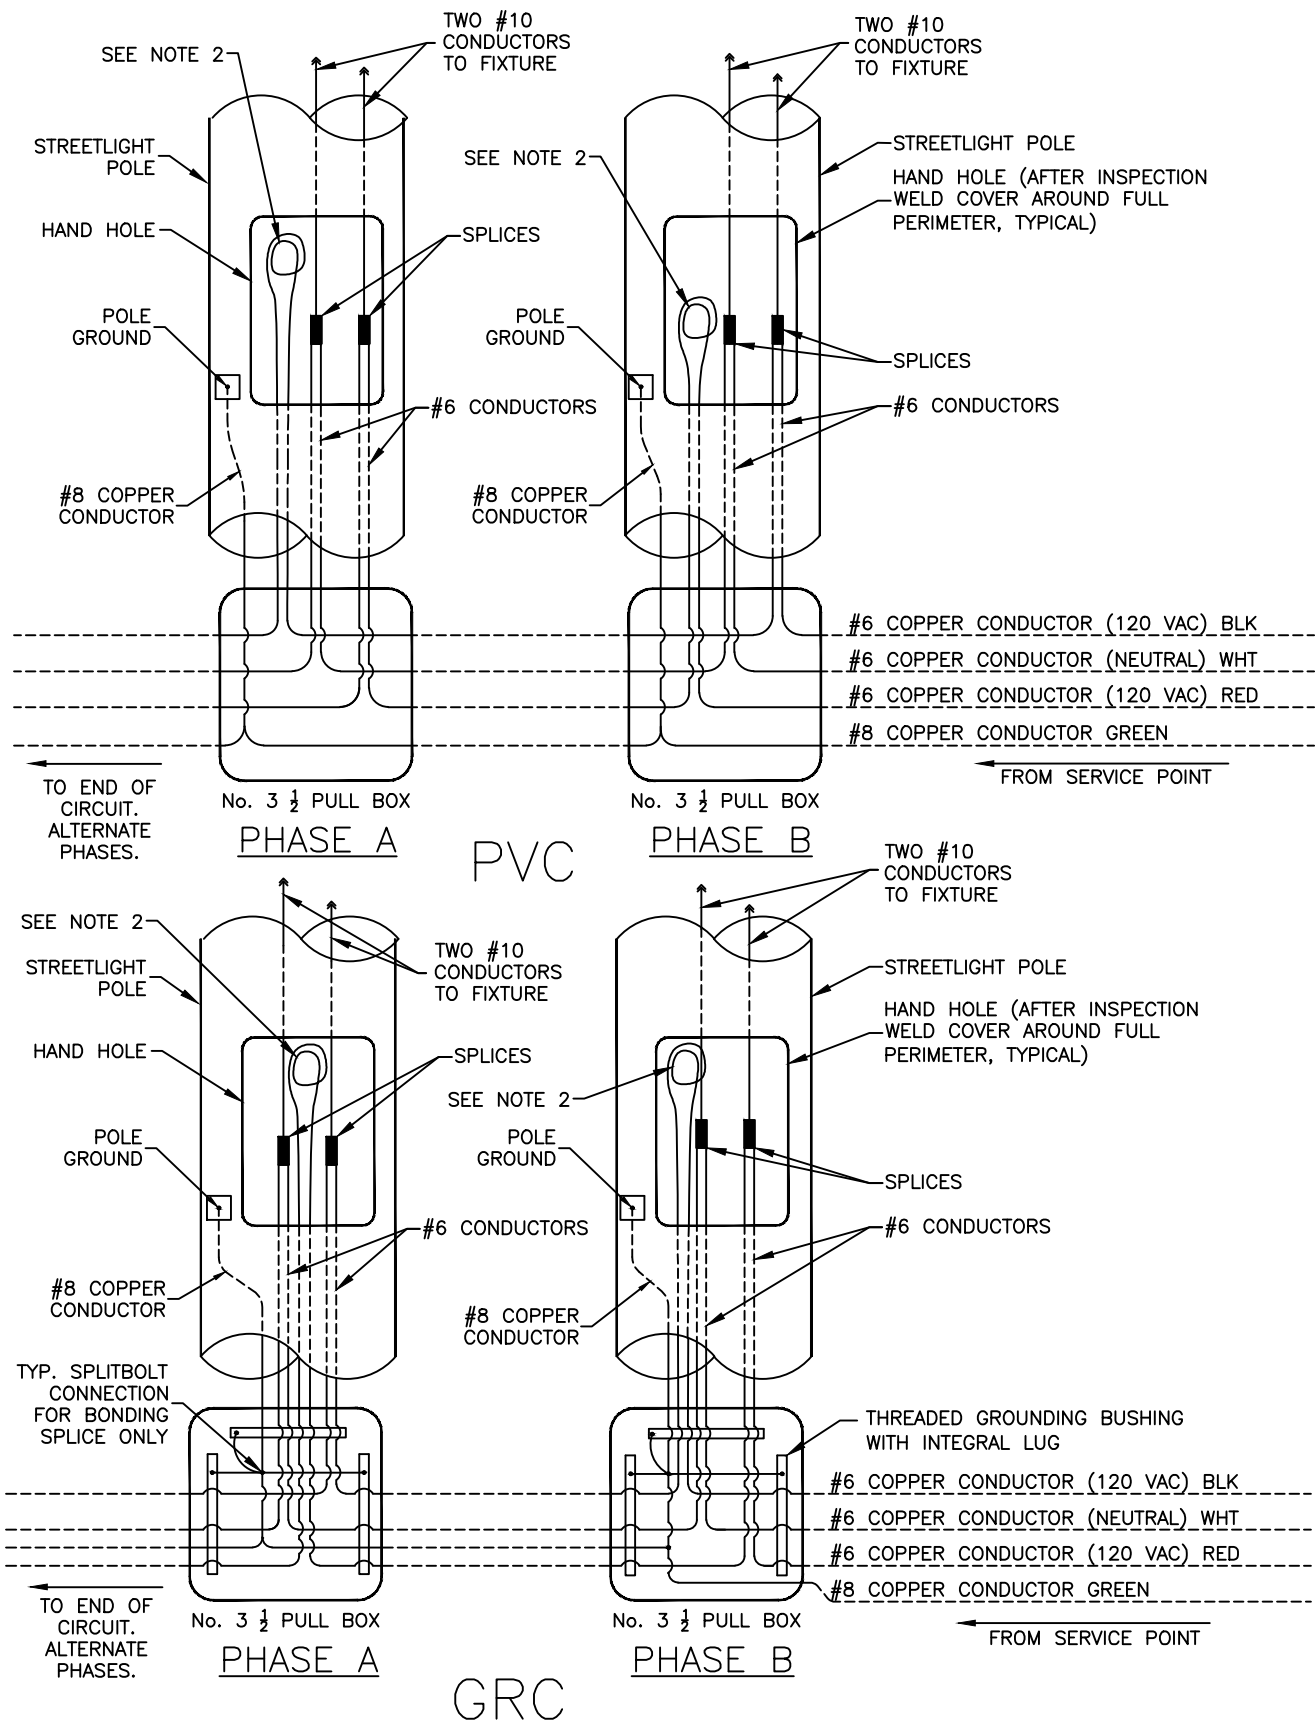 TWO #10
CONDUCTORS
TO FIXTURE
SEE NOTE 2
STREETLIGHT
POLE
HAND HOLE
SPLICES
POLE
GROUND
#6 CONDUCTORS
#8 COPPER
CONDUCTOR
TWO #10
CONDUCTORS
TO FIXTURE
SEE NOTE 2
STREETLIGHT POLE
HAND HOLE (AFTER INSPECTION
WELD COVER AROUND FULL
PERIMETER, TYPICAL)
POLE
GROUND
SPLICES
#6 CONDUCTORS
#8 COPPER
CONDUCTOR
#6 COPPER CONDUCTOR (120 VAC) BLK
#6 COPPER CONDUCTOR (NEUTRAL) WHT
#6 COPPER CONDUCTOR (120 VAC) RED
#8 COPPER CONDUCTOR GREEN
TO END OF
CIRCUIT.
ALTERNATE
PHASES.
FROM SERVICE POINT
No. 3 1/2 PULL BOX
PHASE A
No. 3 1/2 PULL BOX
PHASE B
PVC
SEE NOTE 2
STREETLIGHT
POLE
TWO #10
CONDUCTORS
TO FIXTURE
HAND HOLE
SPLICES
POLE
GROUND
#6 CONDUCTORS
#8 COPPER
CONDUCTOR
TYP. SPLITBOLT
CONNECTION
FOR BONDING
SPLICE ONLY
TWO #10
CONDUCTORS
TO FIXTURE
STREETLIGHT POLE
HAND HOLE (AFTER INSPECTION
WELD COVER AROUND FULL
PERIMETER, TYPICAL)
SEE NOTE 2
POLE
GROUND
SPLICES
#6 CONDUCTORS
#8 COPPER
CONDUCTOR
THREADED GROUNDING BUSHING
WITH INTEGRAL LUG
#6 COPPER CONDUCTOR (120 VAC) BLK
#6 COPPER CONDUCTOR (NEUTRAL) WHT
#6 COPPER CONDUCTOR (120 VAC) RED
#8 COPPER CONDUCTOR GREEN
TO END OF
CIRCUIT.
ALTERNATE
PHASES.
FROM SERVICE POINT
No. 3 1/2 PULL BOX
PHASE A
No. 3 1/2 PULL BOX
PHASE B
GRC